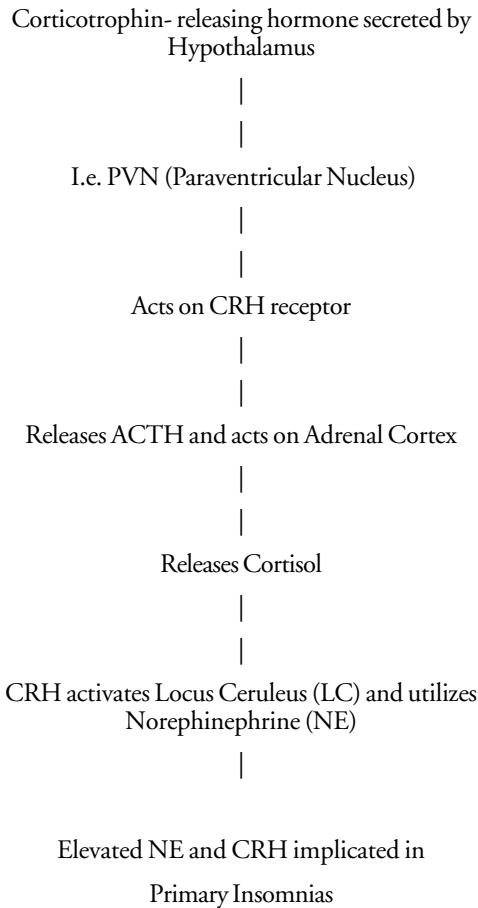 Corticotrophin- releasing hormone secreted by
Hypothalamus
I.e. PVN (Paraventricular Nucleus)
Acts on CRH receptor
Releases ACTH and acts on Adrenal Cortex
Releases Cortisol
CRH activates Locus Ceruleus (LC) and utilizes
Norephinephrine (NE)
Elevated NE and CRH implicated in
Primary Insomnias